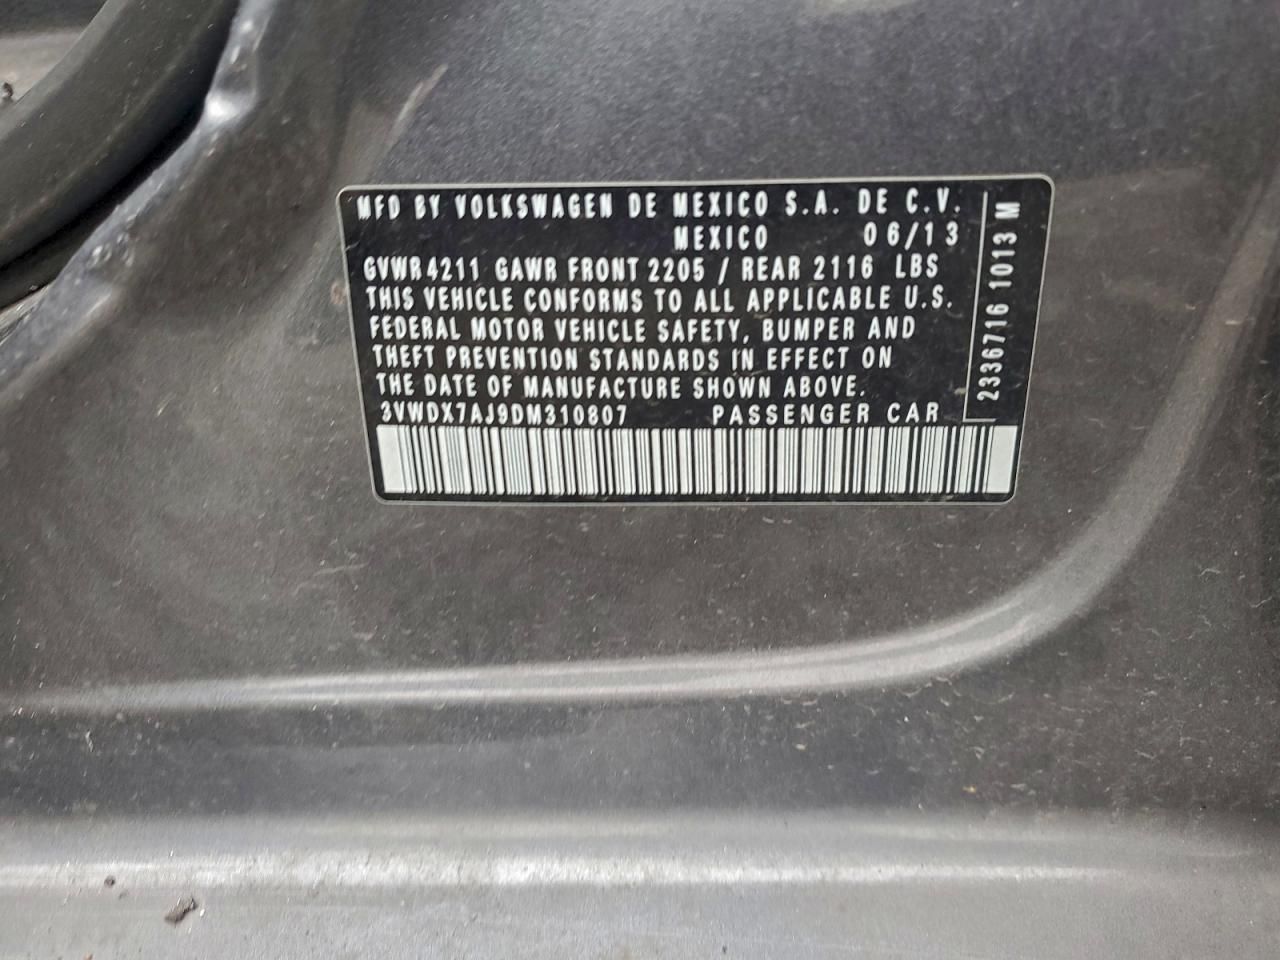 MFD BY VOLKSWAGEN DE MEXICO S.A. DE C.V.
MEXICO 06/13
GVWR 4211 GAWR FRONT 2205 / REAR 2116 LBS
THIS VEHICLE CONFORMS TO ALL APPLICABLE U.S.
FEDERAL MOTOR VEHICLE SAFETY, BUMPER AND
THEFT PREVENTION STANDARDS IN EFFECT ON
THE DATE OF MANUFACTURE SHOWN ABOVE.
3VWDX7AJ9DM310807 PASSENGER CAR
2336716 1013 M